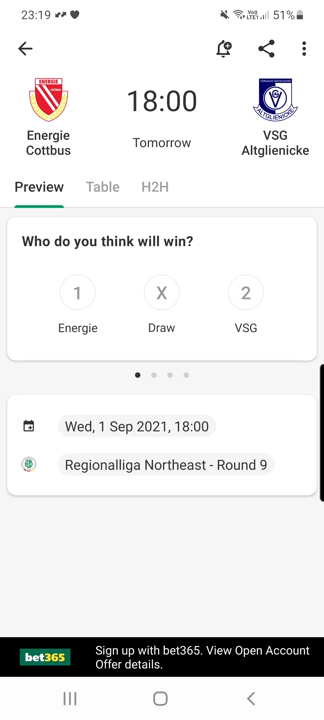 23:19
51%
ENERGIE
18:00
ALTGLIENICKE
Energie
Cottbus
Tomorrow
VSG
Altglienicke
Preview Table H2H
Who do you think will win?
1 X 2
Energie Draw VSG
Wed, 1 Sep 2021, 18:00
Regionalliga Northeast - Round 9
bet365
Sign up with bet365. View Open Account
Offer details.